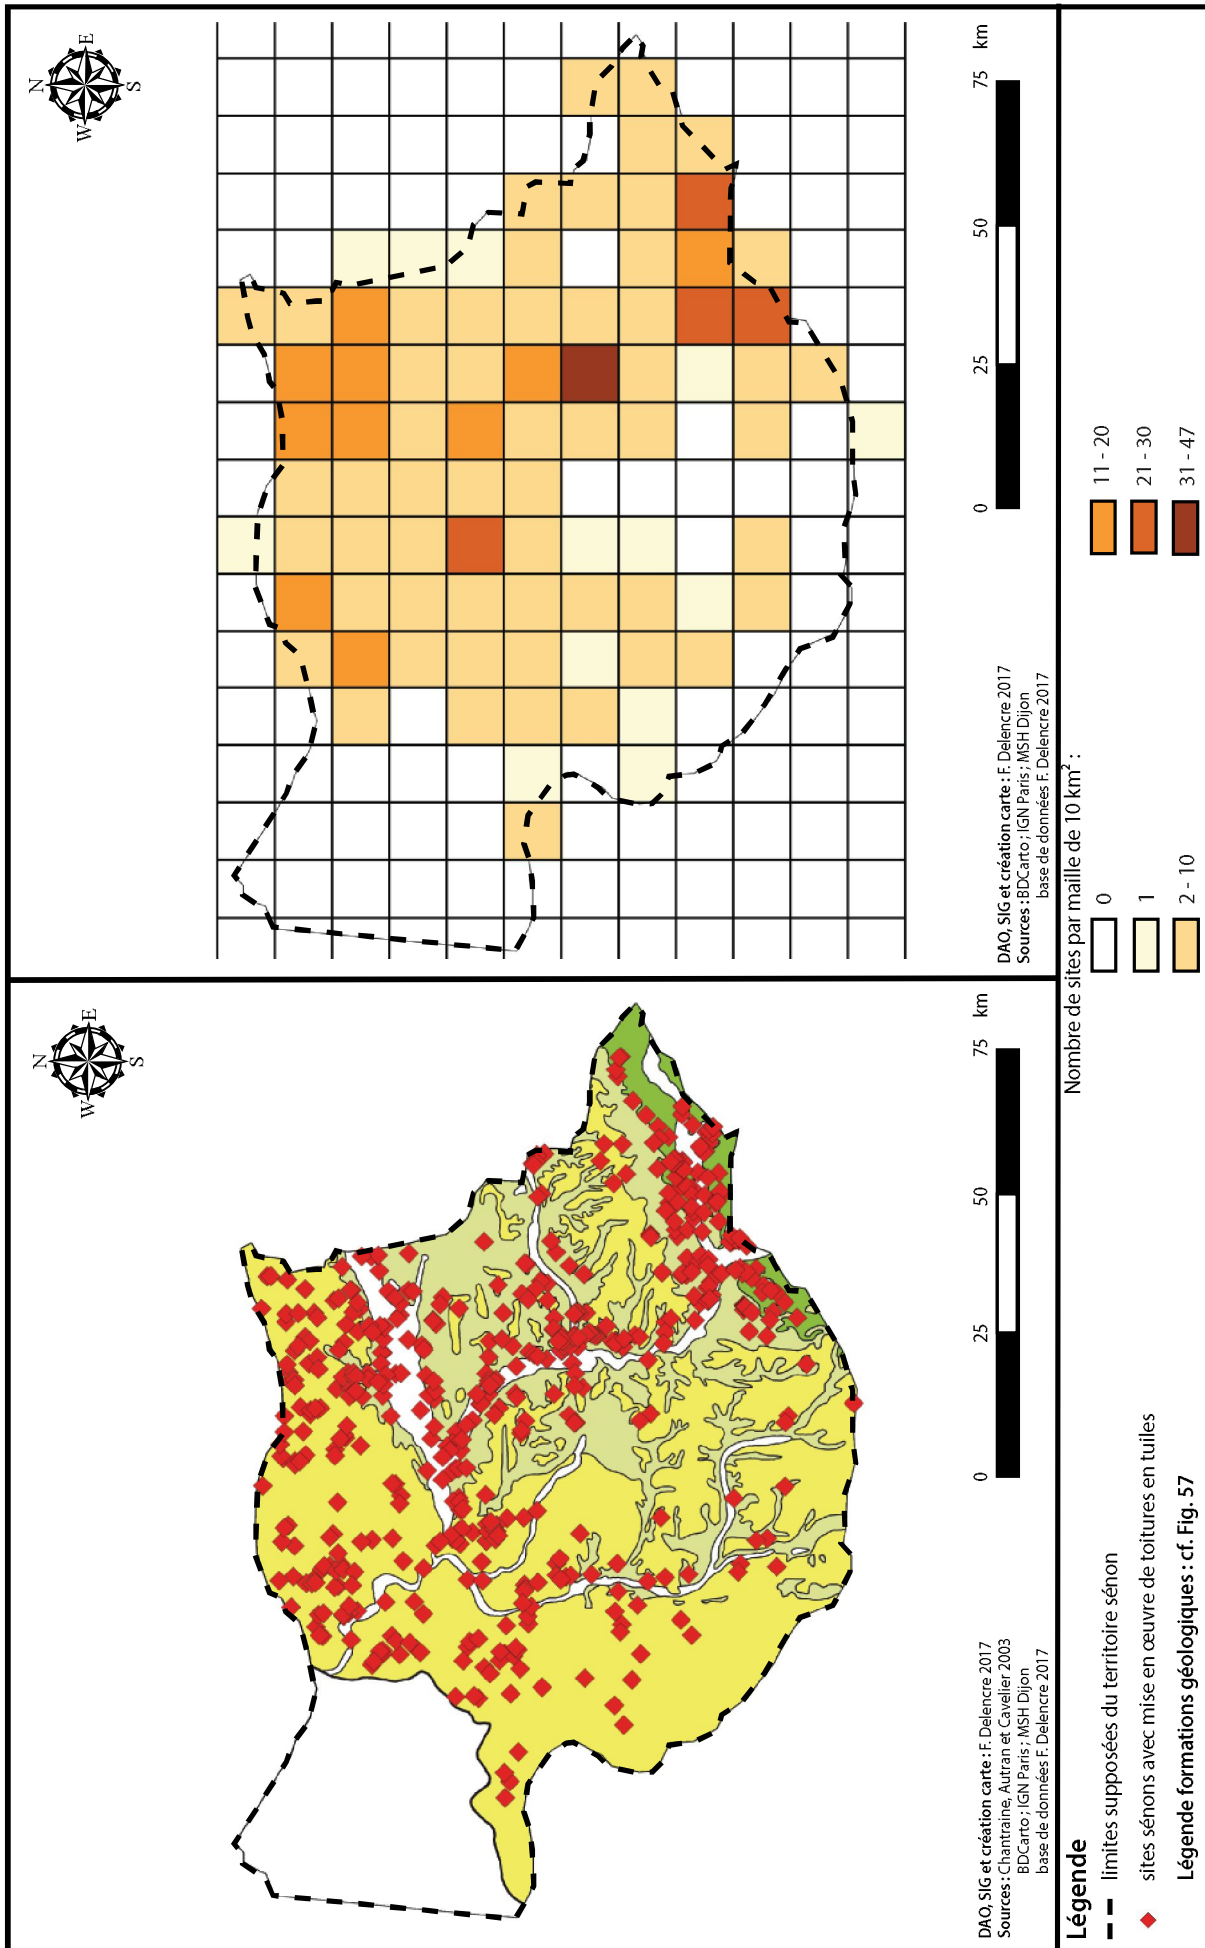 N
E
S
W
N
E
S
W
0
25
50
75
km
0
25
50
75
km
DAO, SIG et création carte : F. Delencre 2017
Sources : Chantraine, Autran et Cavelier 2003
BDCarto ; IGN Paris ; MSH Dijon
base de données F. Delencre 2017
DAO, SIG et création carte : F. Delencre 2017
Sources : BDCarto ; IGN Paris ; MSH Dijon
base de données F. Delencre 2017
Légende
limites supposées du territoire sénon
sites sénons avec mise en œuvre de toitures en tuiles
Légende formations géologiques : cf. Fig. 57
Nombre de sites par maille de 10 km² :
0
1
2 - 10
11 - 20
21 - 30
31 - 47